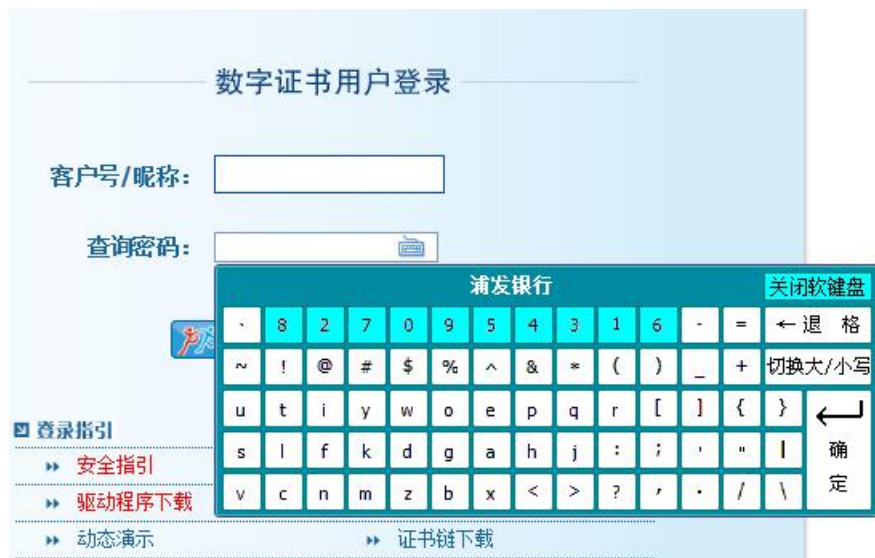 数字证书用户登录
客户号/昵称:
查询密码:
浦发银行 关闭软键盘
` 8 2 7 0 9 5 4 3 1 6 - = ← 退 格
~ ! @ # $ % ^ & * ( ) _ + 切换大/小写
u t i y w o e p q r [ ] { }
s l f k d g a h j : ; ' " |
v c n m z b x < > ? , . / \
确
定
登录指引
安全指引
驱动程序下载
动态演示 证书链下载